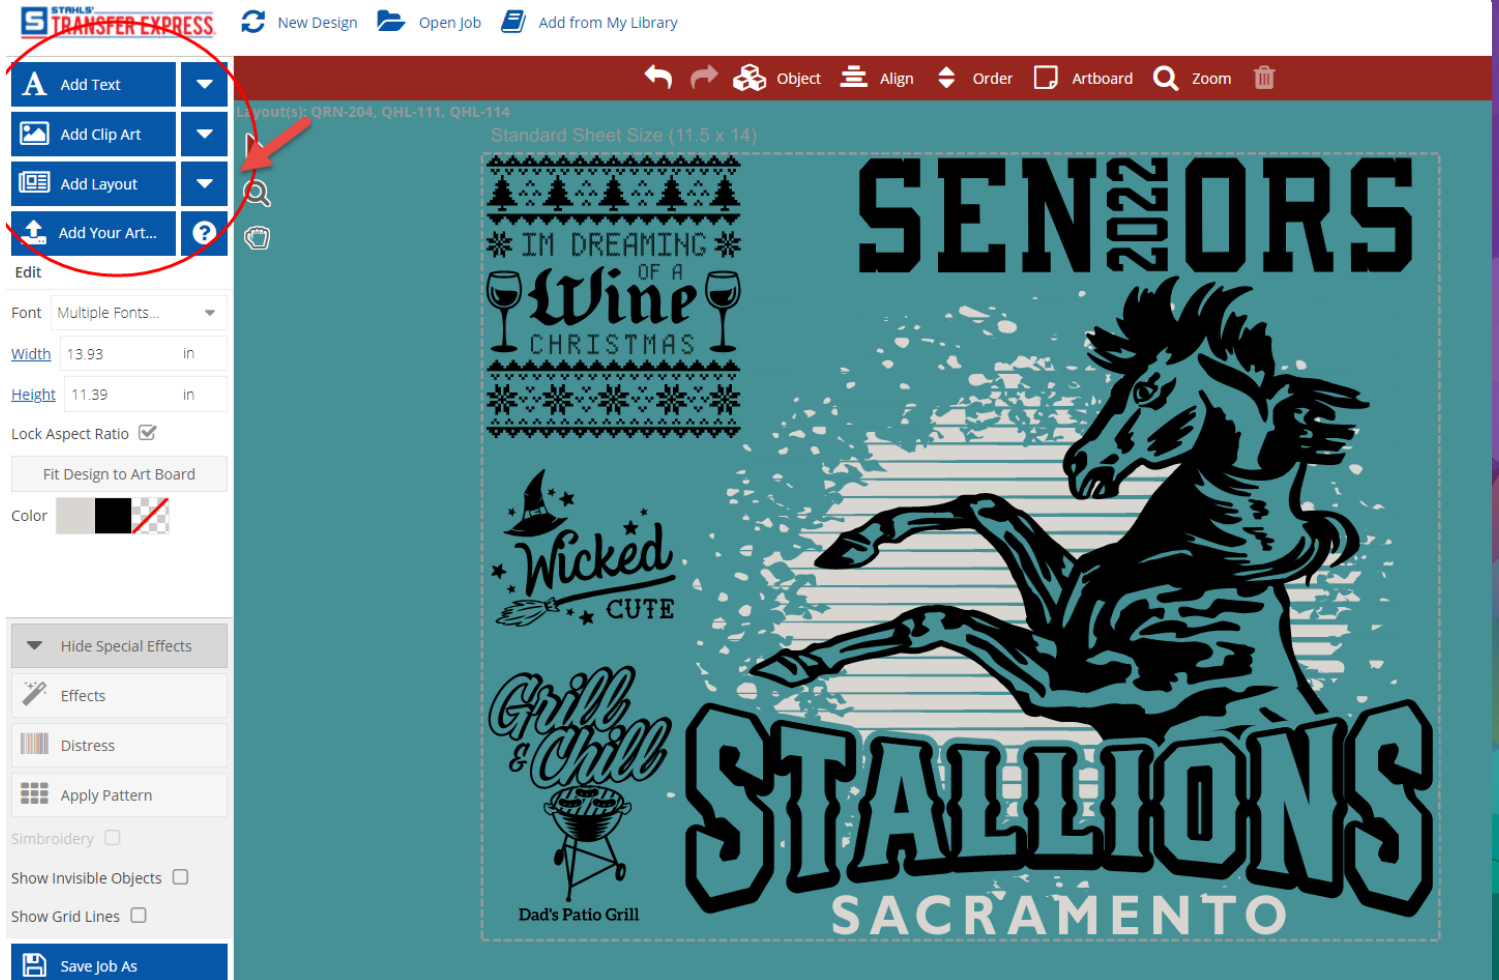 STAHLS'
TRANSFER EXPRESS.
New Design
Open Job
Add from My Library
Add Text
Add Clip Art
Add Layout
Add Your Art...
Object
Align
Order
Artboard
Zoom
Layout(s): QRN-204, QHL-111, QHL-114
Standard Sheet Size (11.5 x 14)
Edit
Font Multiple Fonts...
Width 13.93 in
Height 11.39 in
Lock Aspect Ratio
Fit Design to Art Board
Color
Hide Special Effects
Effects
Distress
Apply Pattern
Simbroidery
Show Invisible Objects
Show Grid Lines
Save Job As
IM DREAMING
OF A
Wine
CHRISTMAS
Wicked
CUTE
Grill
& Chill
Dad's Patio Grill
SENIORS
2022
STALLIONS
SACRAMENTO